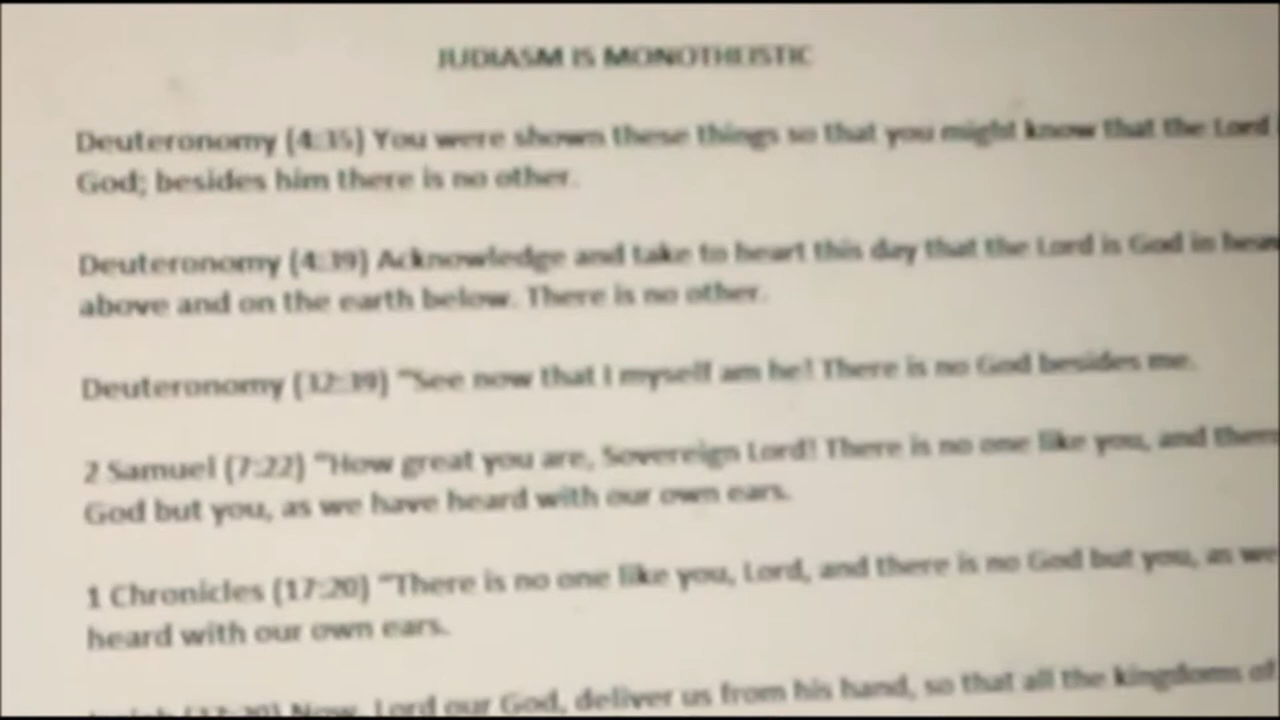 JUDIASM IS MONOTHEISTIC
Deuteronomy (4:35) You were shown these things so that you might know that the Lord
God; besides him there is no other.
Deuteronomy (4:39) Acknowledge and take to heart this day that the Lord is God in
above and on the earth below. There is no other.
Deuteronomy (32:39) "See now that I myself am he! There is no God besides me.
2 Samuel (7:22) "How great you are, Sovereign Lord! There is no one like you, and
God but you, as we have heard with our own ears.
1 Chronicles (17:20) "There is no one like you, Lord, and there is no God but you, as we
heard with our own ears.
Now, Lord our God, deliver us from his hand, so that all the kingdoms of